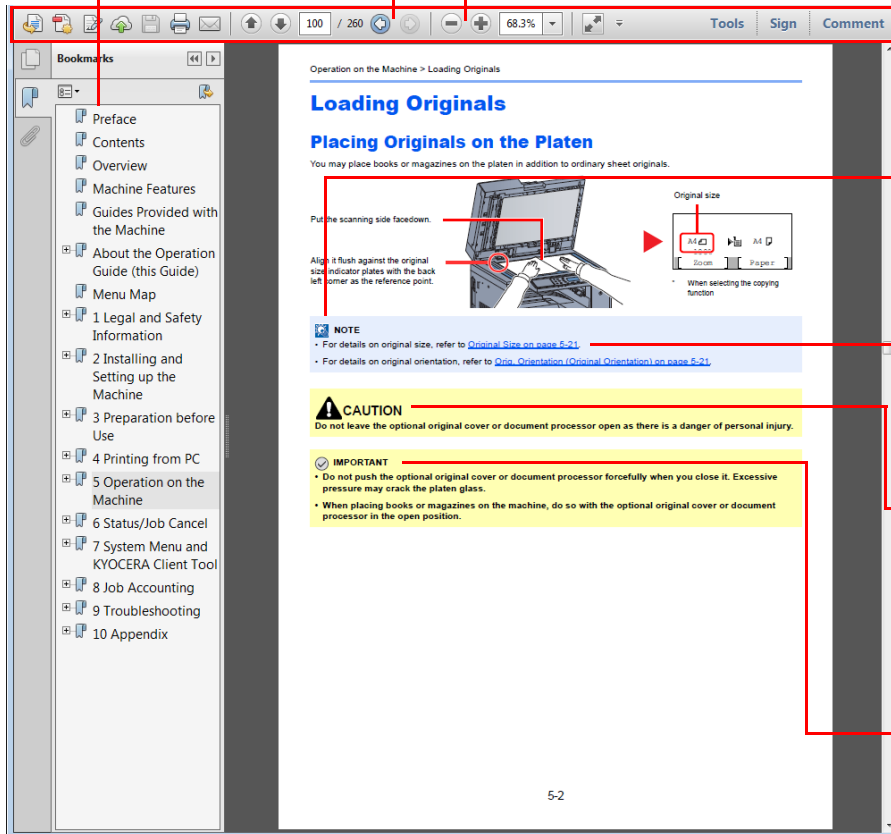 100 / 260 68.3% Tools Sign Comment
Bookmarks
Preface
Contents
Overview
Machine Features
Guides Provided with
the Machine
About the Operation
Guide (this Guide)
Menu Map
1 Legal and Safety
Information
2 Installing and
Setting up the
Machine
3 Preparation before
Use
4 Printing from PC
5 Operation on the
Machine
6 Status/Job Cancel
7 System Menu and
KYOCERA Client Tool
8 Job Accounting
9 Troubleshooting
10 Appendix
Operation on the Machine > Loading Originals
Loading Originals
Placing Originals on the Platen
You may place books or magazines on the platen in addition to ordinary sheet originals.
Put the scanning side facedown.
Align it flush against the original
size indicator plates with the back
left corner as the reference point.
Original size
A4 A4
Zoom Paper
* When selecting the copying
function
NOTE
• For details on original size, refer to Original Size on page 5-21.
• For details on original orientation, refer to Orig. Orientation (Original Orientation) on page 5-21.
CAUTION
Do not leave the optional original cover or document processor open as there is a danger of personal injury.
IMPORTANT
• Do not push the optional original cover or document processor forcefully when you close it. Excessive
pressure may crack the platen glass.
• When placing books or magazines on the machine, do so with the optional original cover or document
processor in the open position.
5-2